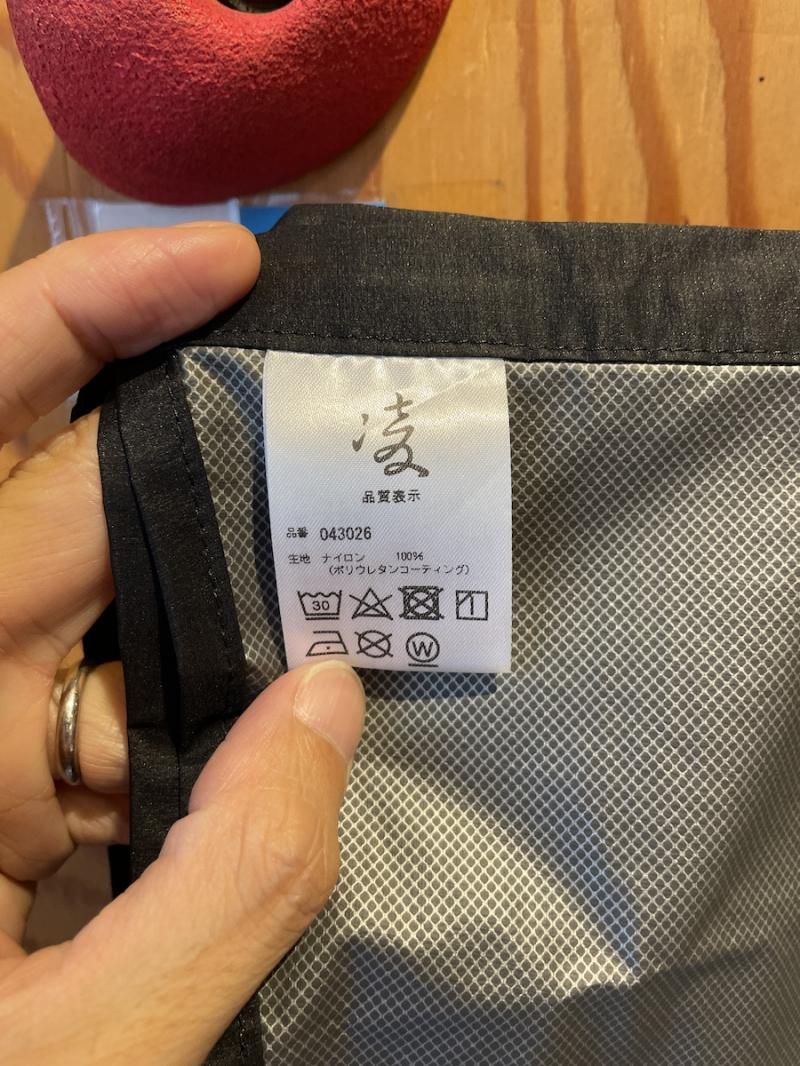 凌
品質表示
品番 043026
生地 ナイロン 100%
(ポリウレタンコーティング)
30
W